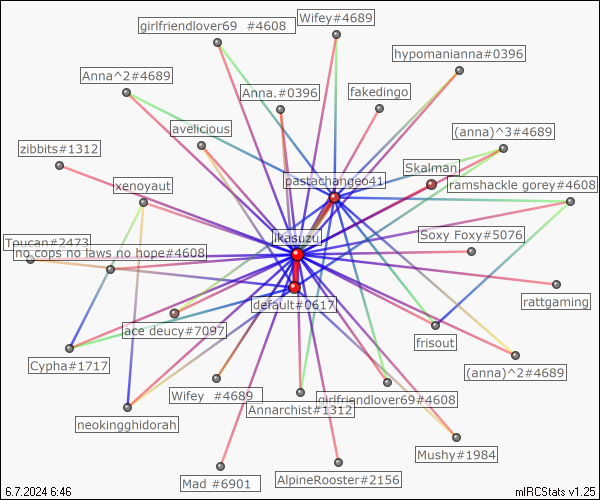 Wifey#4689
girlfriendlover69 #4608
hypomanianna#0396
Anna^2#4689
Anna.#0396
fakedingo
avelicious
(anna)^3#4689
zibbits#1312
Skalman
pastachangeo41
xenoyaut
ramshackle gorey#4608
jkasuzu
Soxy Foxy#5076
Toucan#2473
no cops no laws no hope#4608
rattgaming
default#0617
ace deucy#7097
frisout
Cypha#1717
(anna)^2#4689
Wifey #4689
girlfriendlover69#4608
Annarchist#1312
neokingghidorah
Mushy#1984
Mad #6901
AlpineRooster#2156
6.7.2024 6:46
mIRCStats v1.25